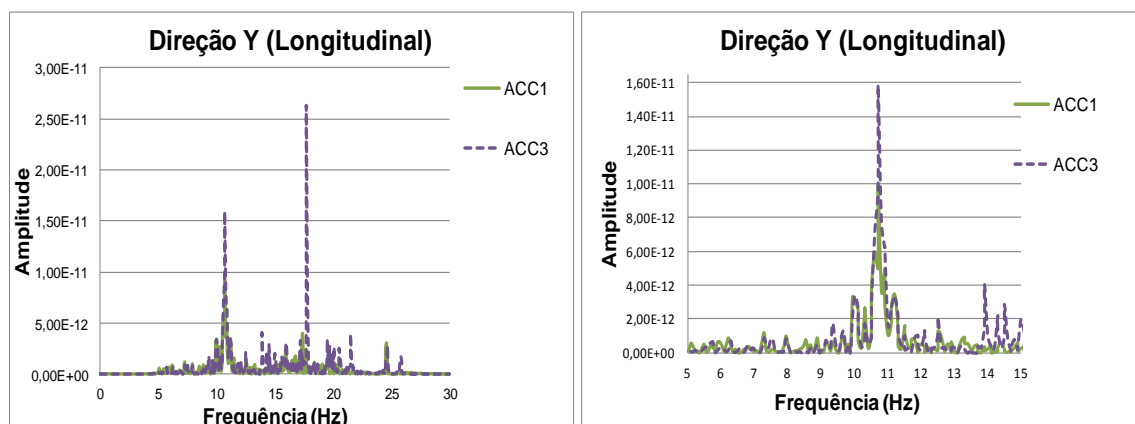 Direção Y (Longitudinal)
3,00E-11
2,50E-11
2,00E-11
1,50E-11
1,00E-11
5,00E-12
0,00E+00
Amplitude
0 5 10 15 20 25 30
Frequência (Hz)
ACC1
ACC3
Direção Y (Longitudinal)
1,60E-11
1,40E-11
1,20E-11
1,00E-11
8,00E-12
6,00E-12
4,00E-12
2,00E-12
0,00E+00
Amplitude
5 6 7 8 9 10 11 12 13 14 15
Frequência (Hz)
ACC1
ACC3